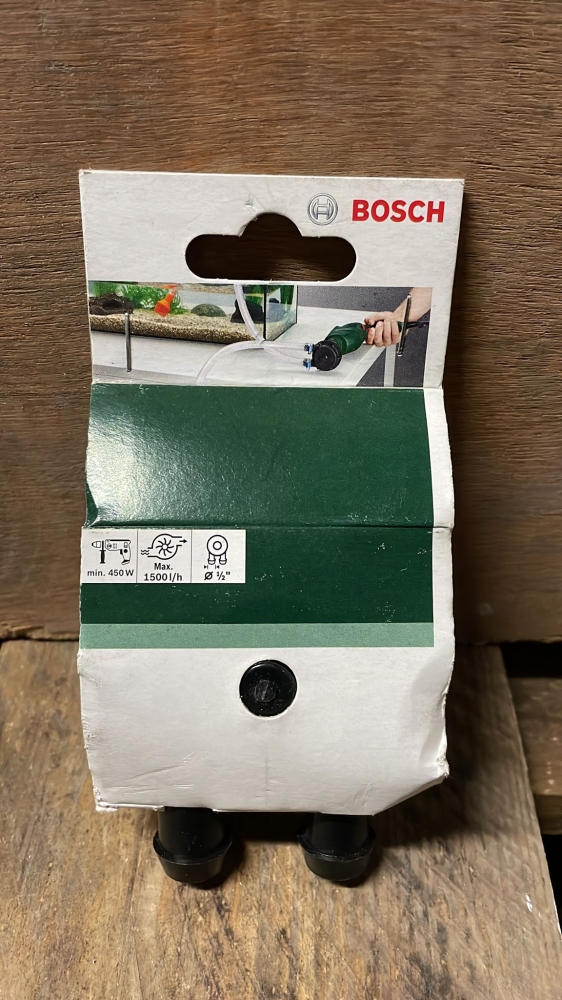 BOSCH
min. 450 W
Max.
1500 l/h
Ø ½"